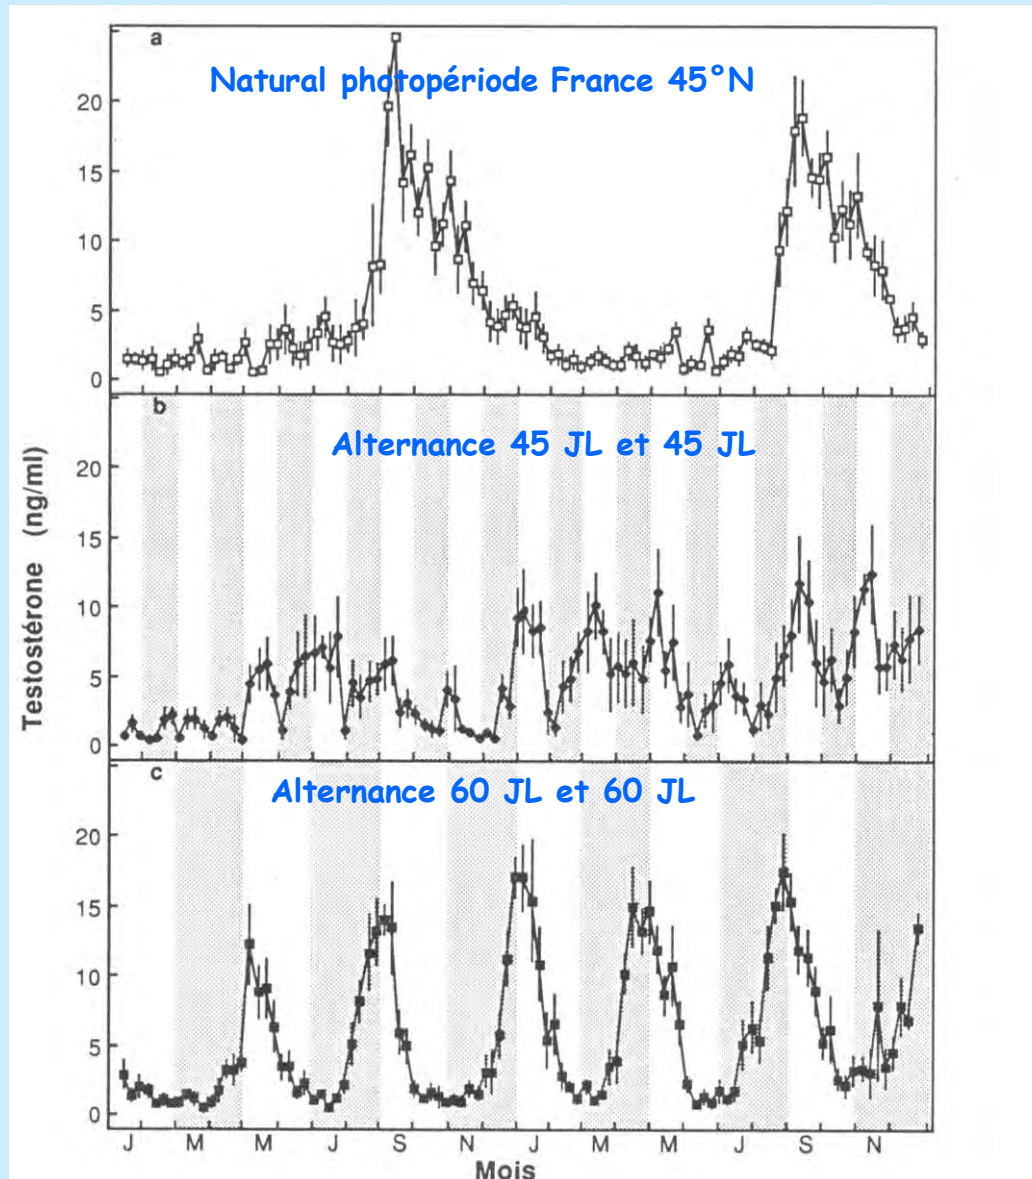 a
Natural photopériode France 45°N
20
15
10
5
0
b
Alternance 45 JL et 45 JL
20
15
10
5
0
c
Alternance 60 JL et 60 JL
20
15
10
5
0
Testostérone (ng/ml)
J M M J S N J M M J S N
Mois